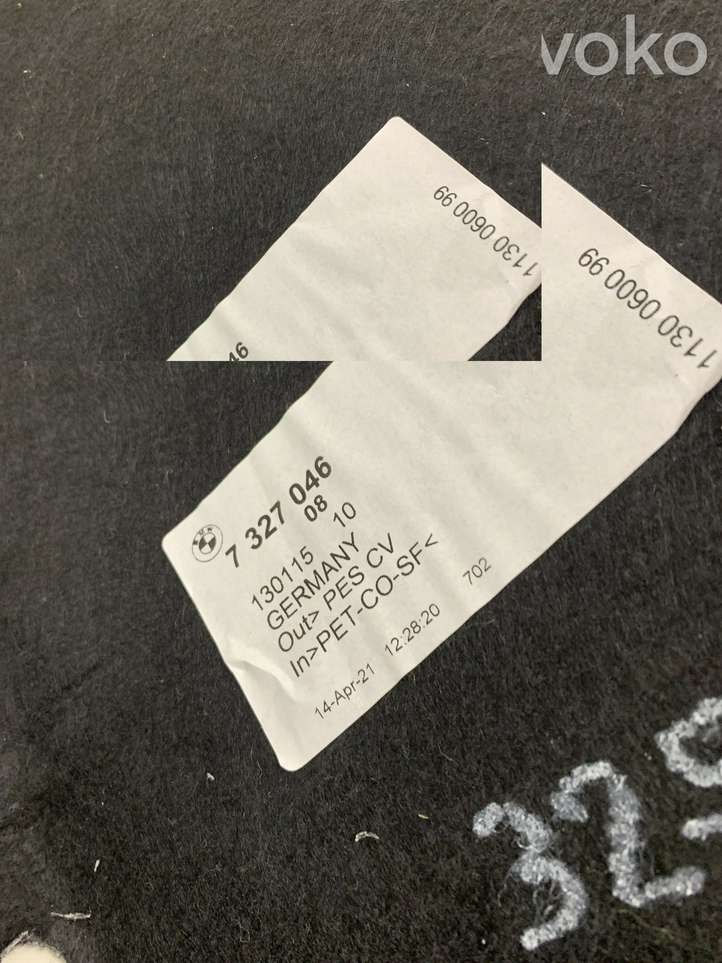 voko
1130 0600 99
1130 0600 99
046
7 327 046
08
130115 10
GERMANY
Out> PES CV
In>PET-CO-SF<
14-Apr-21 12:28:20 702